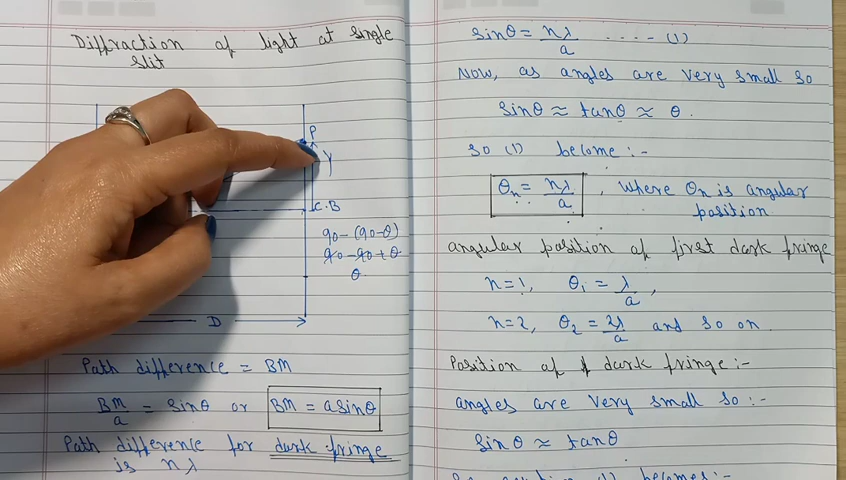 Diffraction of light at single
slit
P
Y
C.B
90-(90-θ)
90-90+θ
θ
D
Path difference = BM
BM/a = sinθ or BM = asinθ
Path difference for dark fringe
is nλ
sinθ = nλ/a .... (1)
Now, as angles are very small so
sinθ ≈ tanθ ≈ θ.
so (1) become :-
θn = nλ/a , where θn is angular
position
angular position of first dark fringe
n=1, θ1 = λ/a,
n=2, θ2 = 2λ/a and so on.
Position of dark fringe:-
angles are very small so:-
sinθ ≈ tanθ
(1) becomes:-